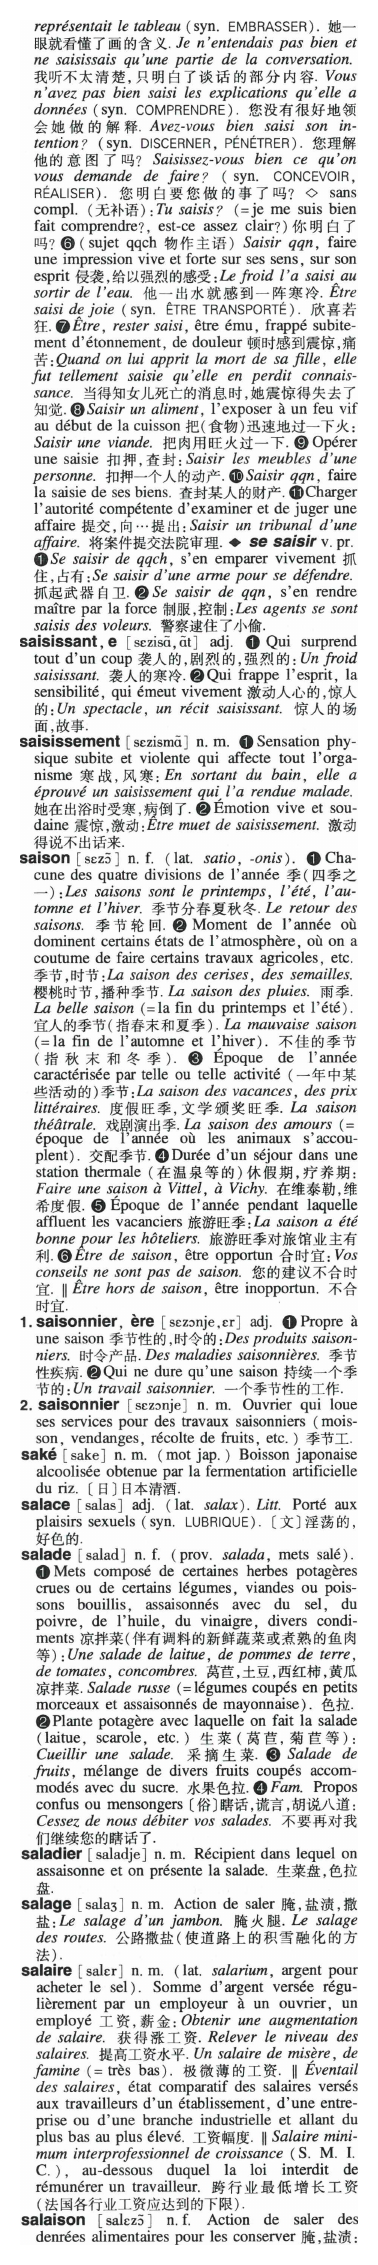 représentait le tableau (syn. EMBRASSER). 她一
眼就看懂了画的含义. Je n'entendais pas bien et
ne saisissais qu'une partie de la conversation.
我听不太清楚,只明白了谈话的部分内容. Vous
n'avez pas bien saisi les explications qu'elle a
données (syn. COMPRENDRE). 您没有很好地领
会她做的解释. Avez-vous bien saisi son in-
tention? (syn. DISCERNER, PÉNÉTRER). 您理解
他的意图了吗? Saisissez-vous bien ce qu'on
vous demande de faire? (syn. CONCEVOIR,
RÉALISER). 您明白要您做的事了吗? ◇ sans
compl. (无补语):Tu saisis? (=je me suis bien
fait comprendre?, est-ce assez clair?) 你明白了
吗? ❻ (sujet qqch 物作主语) Saisir qqn, faire
une impression vive et forte sur ses sens, sur son
esprit 侵袭,给以强烈的感受:Le froid l'a saisi au
sortir de l'eau. 他一出水就感到一阵寒冷. Être
saisi de joie (syn. ÊTRE TRANSPORTÉ). 欣喜若
狂. ❼ Être, rester saisi, être ému, frappé subite-
ment d'étonnement, de douleur 顿时感到震惊,痛
苦:Quand on lui apprit la mort de sa fille, elle
fut tellement saisie qu'elle en perdit connais-
sance. 当得知女儿死亡的消息时,她震惊得失去了
知觉. ❽ Saisir un aliment, l'exposer à un feu vif
au début de la cuisson 把(食物)迅速地过一下火:
Saisir une viande. 把肉用旺火过一下. ❾ Opérer
une saisie 扣押,查封:Saisir les meubles d'une
personne. 扣押一个人的动产. ❿ Saisir qqn, faire
la saisie de ses biens. 查封某人的财产. ⓫ Charger
l'autorité compétente d'examiner et de juger une
affaire 提交,向…提出:Saisir un tribunal d'une
affaire. 将案件提交法院审理. ◆ se saisir v. pr.
❶ Se saisir de qqch, s'en emparer vivement 抓
住,占有:Se saisir d'une arme pour se défendre.
抓起武器自卫. ❷ Se saisir de qqn, s'en rendre
maître par la force 制服,控制:Les agents se sont
saisis des voleurs. 警察逮住了小偷.
saisissant, e [sɛzisɑ̃,ɑ̃t] adj. ❶ Qui surprend
tout d'un coup 袭人的,剧烈的,强烈的:Un froid
saisissant. 袭人的寒冷. ❷ Qui frappe l'esprit, la
sensibilité, qui émeut vivement 激动人心的,惊人
的:Un spectacle, un récit saisissant. 惊人的场
面,故事.
saisissement [sɛzismɑ̃] n. m. ❶ Sensation phy-
sique subite et violente qui affecte tout l'orga-
nisme 寒战,风寒:En sortant du bain, elle a
éprouvé un saisissement qui l'a rendue malade.
她在出浴时受寒,病倒了. ❷ Émotion vive et sou-
daine 震惊,激动:Être muet de saisissement. 激动
得说不出话来.
saison [sɛzɔ̃] n. f. (lat. satio, -onis). ❶ Cha-
cune des quatre divisions de l'année 季(四季之
一):Les saisons sont le printemps, l'été, l'au-
tomne et l'hiver. 季节分春夏秋冬. Le retour des
saisons. 季节轮回. ❷ Moment de l'année où
dominent certains états de l'atmosphère, où on a
coutume de faire certains travaux agricoles, etc.
季节,时节:La saison des cerises, des semailles.
樱桃时节,播种季节. La saison des pluies. 雨季.
La belle saison (=la fin du printemps et l'été).
宜人的季节(指春末和夏季). La mauvaise saison
(=la fin de l'automne et l'hiver). 不佳的季节
(指秋末和冬季). ❸ Époque de l'année
caractérisée par telle ou telle activité (一年中某
些活动的)季节:La saison des vacances, des prix
littéraires. 度假旺季,文学颁奖旺季. La saison
théâtrale. 戏剧演出季. La saison des amours (=
époque de l'année où les animaux s'accou-
plent). 交配季节. ❹ Durée d'un séjour dans une
station thermale (在温泉等的)休假期,疗养期:
Faire une saison à Vittel, à Vichy. 在维泰勒,维
希度假. ❺ Époque de l'année pendant laquelle
affluent les vacanciers 旅游旺季:La saison a été
bonne pour les hôteliers. 旅游旺季对旅馆业主有
利. ❻ Être de saison, être opportun 合时宜:Vos
conseils ne sont pas de saison. 您的建议不合时
宜. ‖ Être hors de saison, être inopportun. 不合
时宜.
1. saisonnier, ère [sɛzɔnje,ɛr] adj. ❶ Propre à
une saison 季节性的,时令的:Des produits saison-
niers. 时令产品. Des maladies saisonnières. 季节
性疾病. ❷ Qui ne dure qu'une saison 持续一个季
节的:Un travail saisonnier. 一个季节性的工作.
2. saisonnier [sɛzɔnje] n. m. Ouvrier qui loue
ses services pour des travaux saisonniers (mois-
son, vendanges, récolte de fruits, etc.) 季节工.
saké [sake] n. m. (mot jap.) Boisson japonaise
alcoolisée obtenue par la fermentation artificielle
du riz. 〔日〕日本清酒.
salace [salas] adj. (lat. salax). Litt. Porté aux
plaisirs sexuels (syn. LUBRIQUE). 〔文〕淫荡的,
好色的.
salade [salad] n. f. (prov. salada, mets salé).
❶ Mets composé de certaines herbes potagères
crues ou de certains légumes, viandes ou pois-
sons bouillis, assaisonnés avec du sel, du
poivre, de l'huile, du vinaigre, divers condi-
ments 凉拌菜(伴有调料的新鲜蔬菜或煮熟的鱼肉
等):Une salade de laitue, de pommes de terre,
de tomates, concombres. 莴苣,土豆,西红柿,黄瓜
凉拌菜. Salade russe (=légumes coupés en petits
morceaux et assaisonnés de mayonnaise). 色拉.
❷ Plante potagère avec laquelle on fait la salade
(laitue, scarole, etc.) 生菜(莴苣,菊苣等):
Cueillir une salade. 采摘生菜. ❸ Salade de
fruits, mélange de divers fruits coupés accom-
modés avec du sucre. 水果色拉. ❹ Fam. Propos
confus ou mensongers〔俗〕瞎话,谎言,胡说八道:
Cessez de nous débiter vos salades. 不要再对我
们继续您的瞎话了.
saladier [saladje] n. m. Récipient dans lequel on
assaisonne et on présente la salade. 生菜盘,色拉
盘.
salage [salaʒ] n. m. Action de saler 腌,盐渍,撒
盐:Le salage d'un jambon. 腌火腿. Le salage
des routes. 公路撒盐(使道路上的积雪融化的方
法).
salaire [salɛr] n. m. (lat. salarium, argent pour
acheter le sel). Somme d'argent versée régu-
lièrement par un employeur à un ouvrier, un
employé 工资,薪金:Obtenir une augmentation
de salaire. 获得涨工资. Relever le niveau des
salaires. 提高工资水平. Un salaire de misère, de
famine (=très bas). 极微薄的工资. ‖ Éventail
des salaires, état comparatif des salaires versés
aux travailleurs d'un établissement, d'une entre-
prise ou d'une branche industrielle et allant du
plus bas au plus élevé. 工资幅度. ‖ Salaire mini-
mum interprofessionnel de croissance (S. M. I.
C.), au-dessous duquel la loi interdit de
rémunérer un travailleur. 跨行业最低增长工资
(法国各行业工资应达到的下限).
salaison [salɛzɔ̃] n. f. Action de saler des
denrées alimentaires pour les conserver 腌,盐渍: